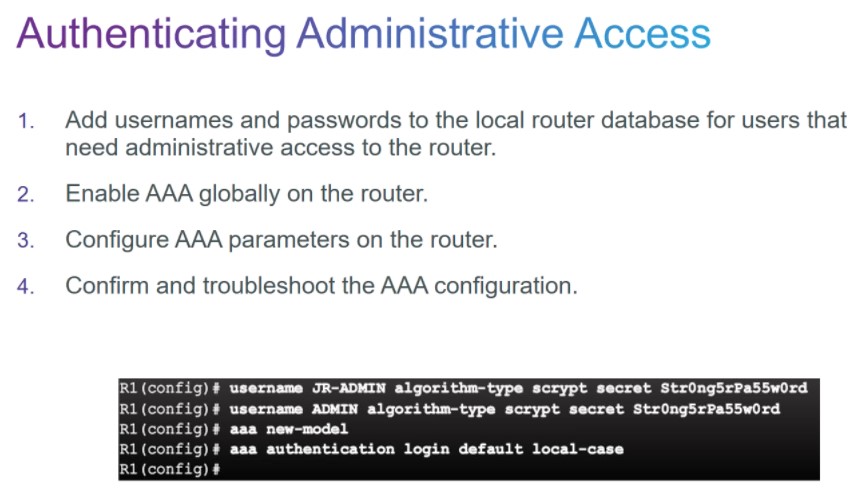 Authenticating Administrative Access
1. Add usernames and passwords to the local router database for users that
need administrative access to the router.
2. Enable AAA globally on the router.
3. Configure AAA parameters on the router.
4. Confirm and troubleshoot the AAA configuration.
R1(config)# username JR-ADMIN algorithm-type scrypt secret Str0ng5rPa55w0rd
R1(config)# username ADMIN algorithm-type scrypt secret Str0ng5rPa55w0rd
R1(config)# aaa new-model
R1(config)# aaa authentication login default local-case
R1(config)#